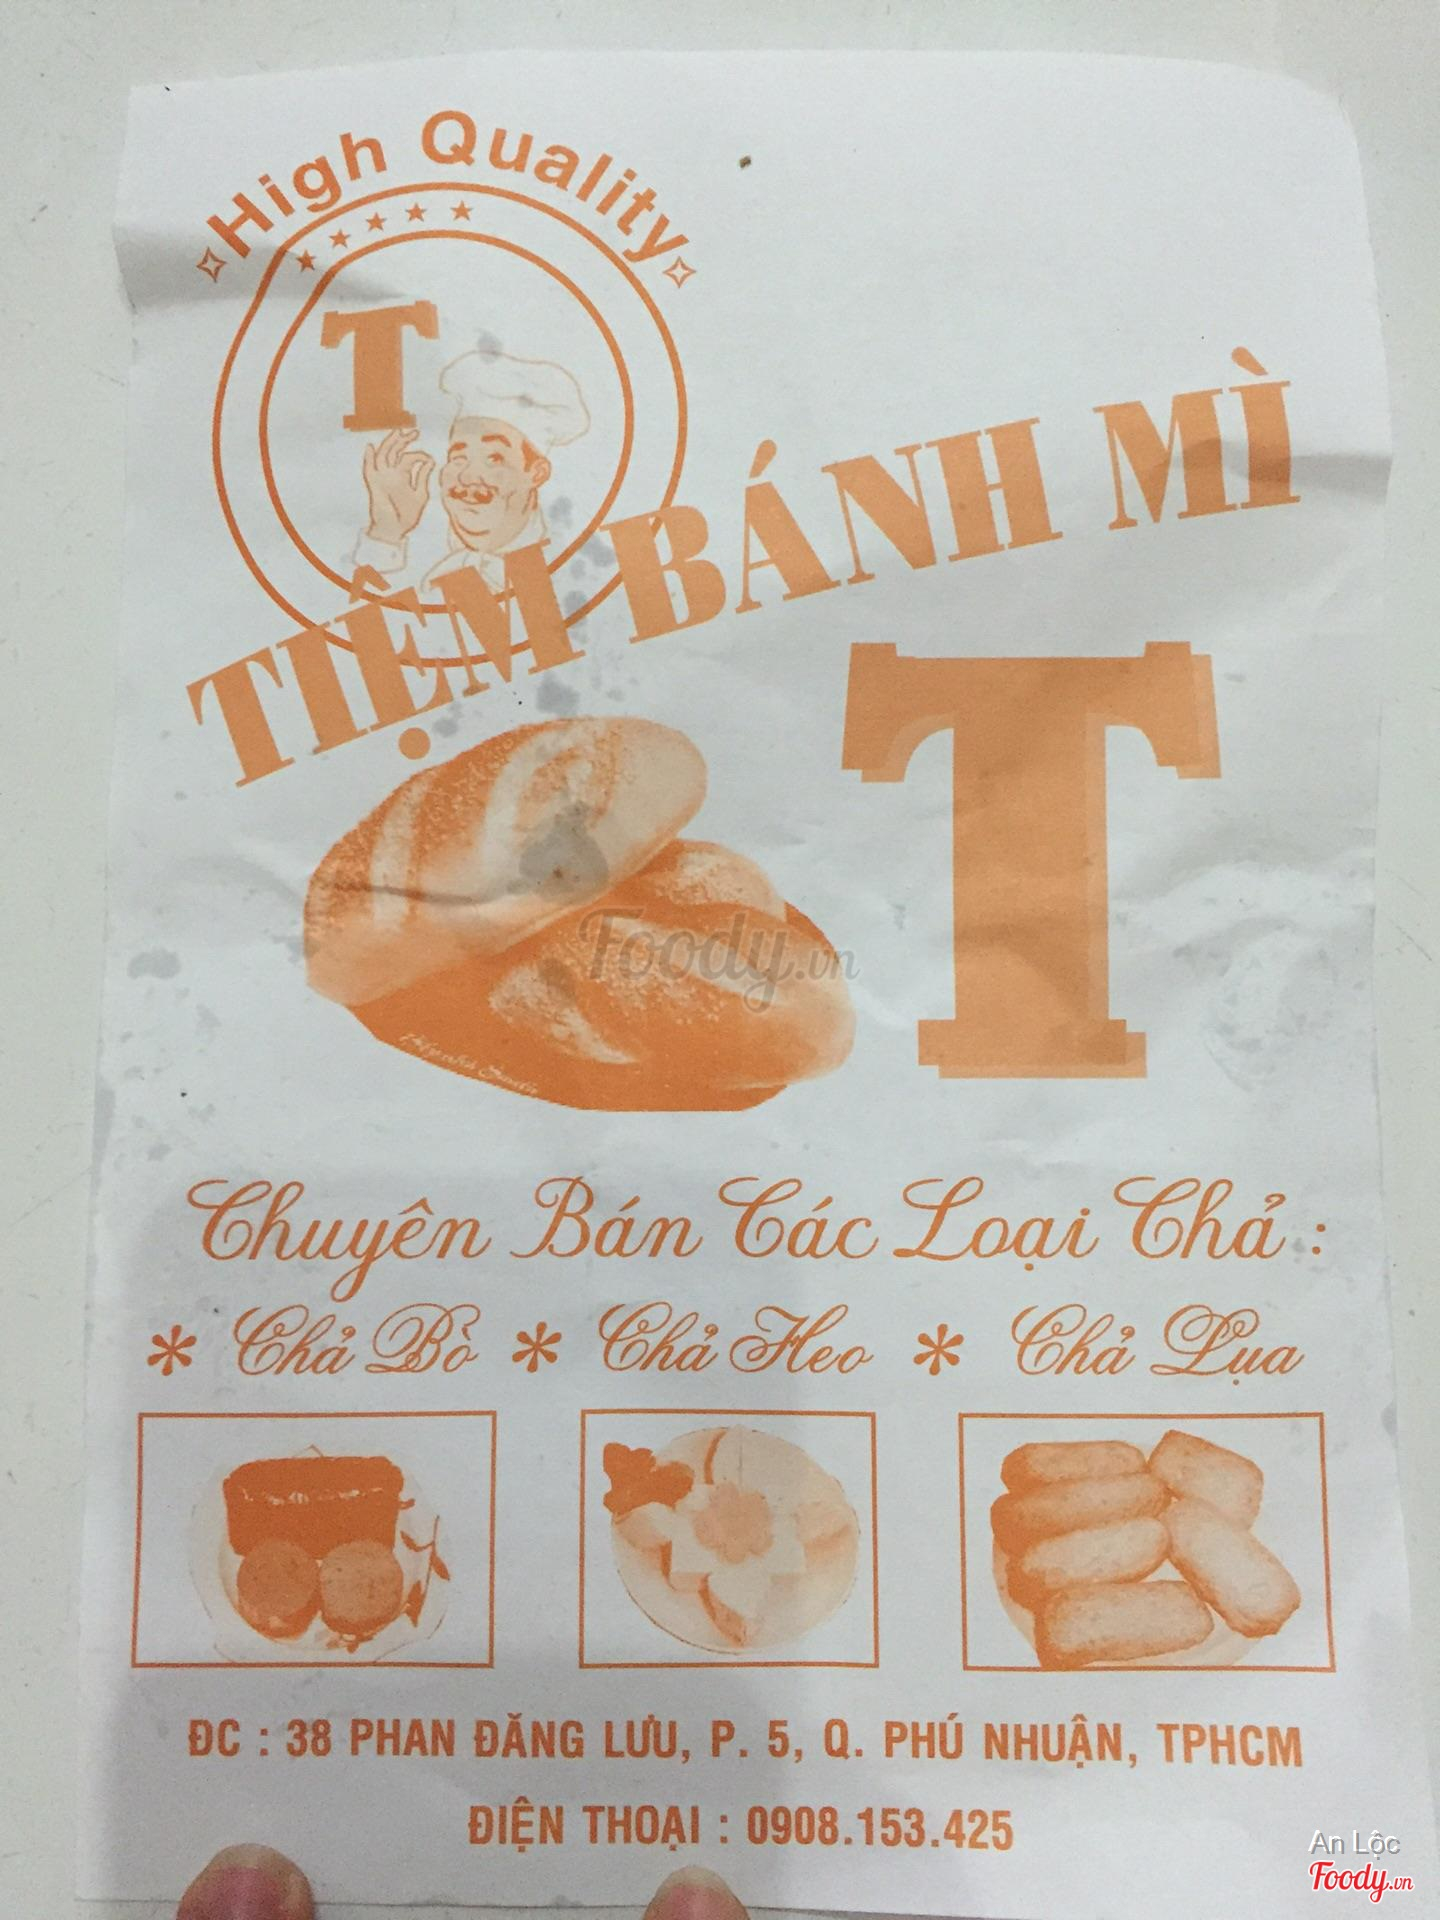 High Quality
T
TIỆM BÁNH MÌ
T
Foody.vn
Chuyên Bán Các Loại Chả :
* Chả Bò * Chả Heo * Chả Lụa
ĐC : 38 PHAN ĐĂNG LƯU, P. 5, Q. PHÚ NHUẬN, TPHCM
ĐIỆN THOẠI : 0908.153.425
An Lộc
Foody.vn